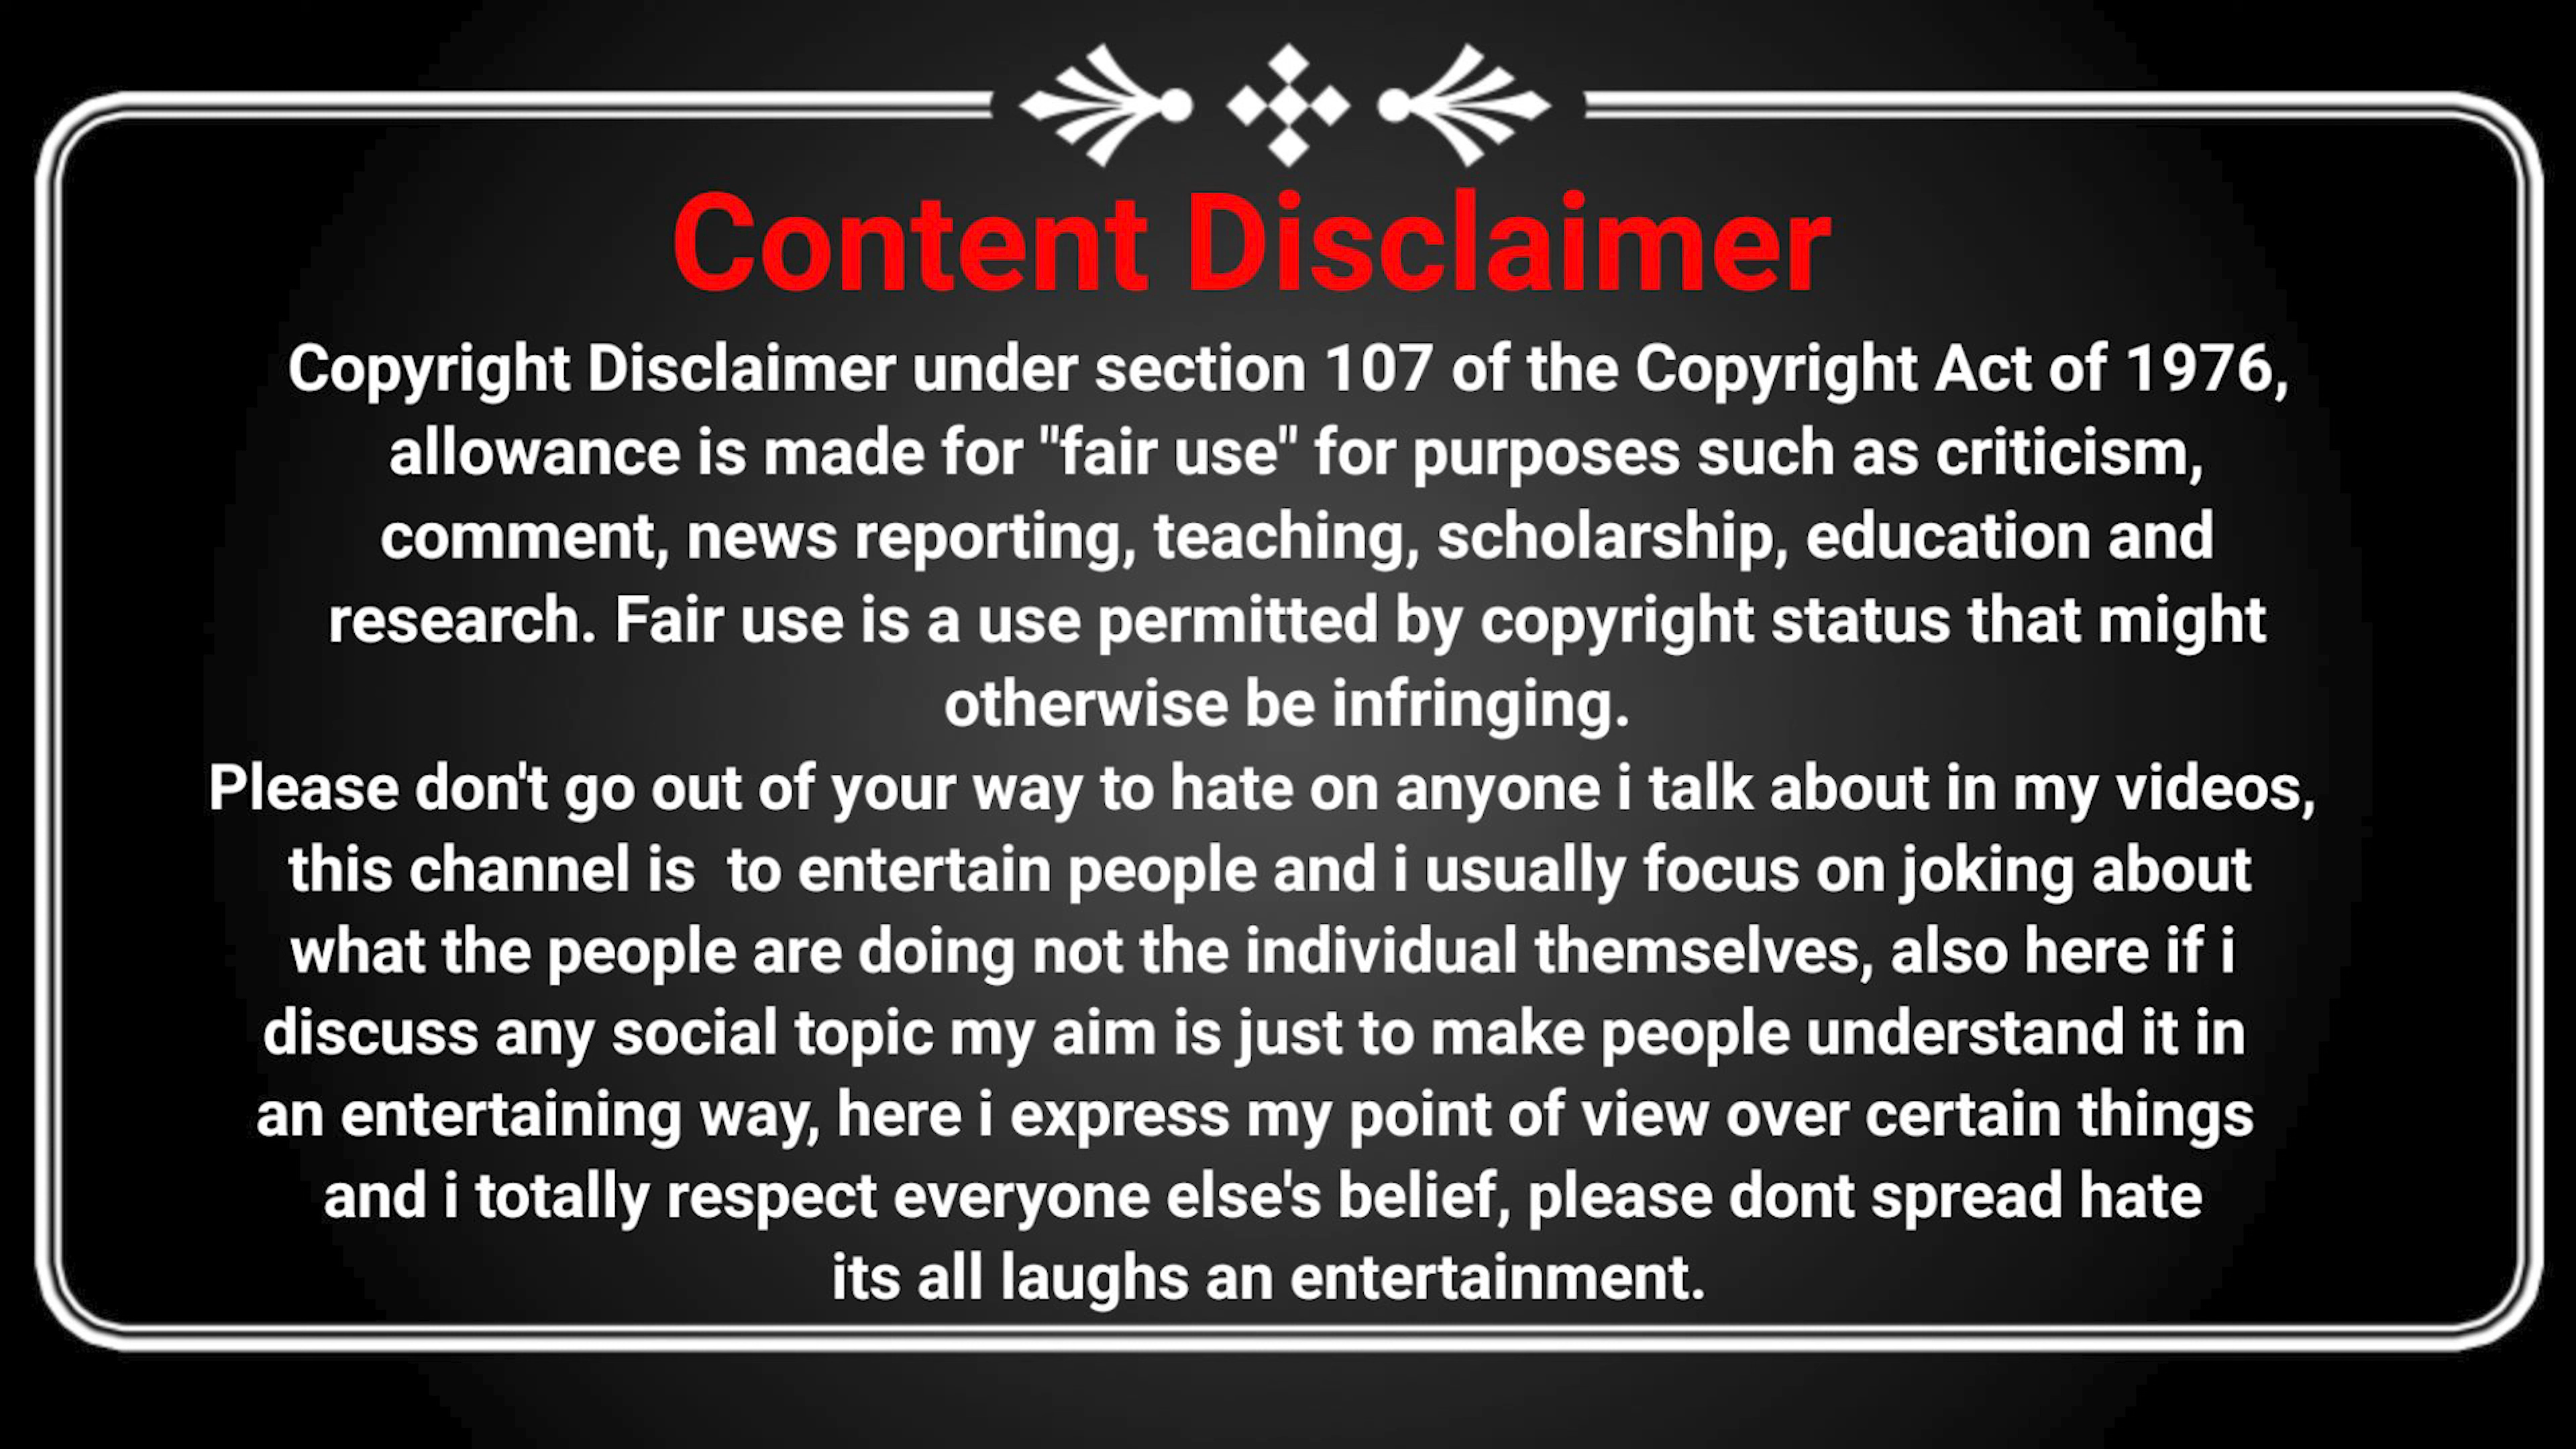 Content Disclaimer
Copyright Disclaimer under section 107 of the Copyright Act of 1976,
allowance is made for "fair use" for purposes such as criticism,
comment, news reporting, teaching, scholarship, education and
research. Fair use is a use permitted by copyright status that might
otherwise be infringing.
Please don't go out of your way to hate on anyone i talk about in my videos,
this channel is  to entertain people and i usually focus on joking about
what the people are doing not the individual themselves, also here if i
discuss any social topic my aim is just to make people understand it in
an entertaining way, here i express my point of view over certain things
and i totally respect everyone else's belief, please dont spread hate
its all laughs an entertainment.